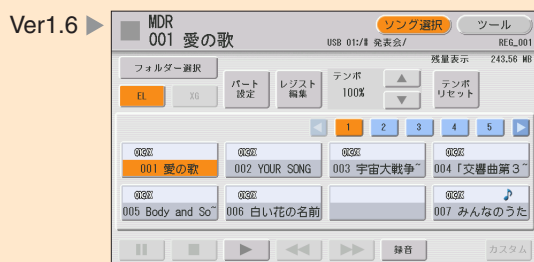 Ver1.6 ▶
MDR
001 愛の歌
USB 01:/ 発表会/
ソング選択
ツール
REG_001
残量表示 243.56 MB
フォルダー選択
EL
XG
パート
設定
レジスト
編集
テンポ
100%
テンポ
リセット
1 2 3 4 5
001 愛の歌
002 YOUR SONG
003 宇宙大戦争~
004「交響曲第3~
005 Body and So~
006 白い花の名前
007 みんなのうた
録音
カスタム